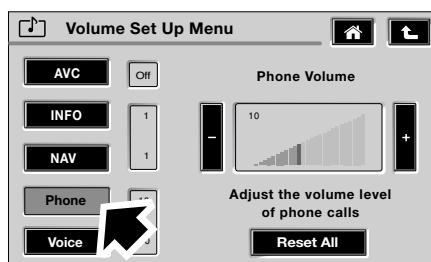 Volume Set Up Menu
AVC
Off
Phone Volume
INFO
1
10
-
+
NAV
1
Phone
Adjust the volume level
of phone calls
Voice
Reset All